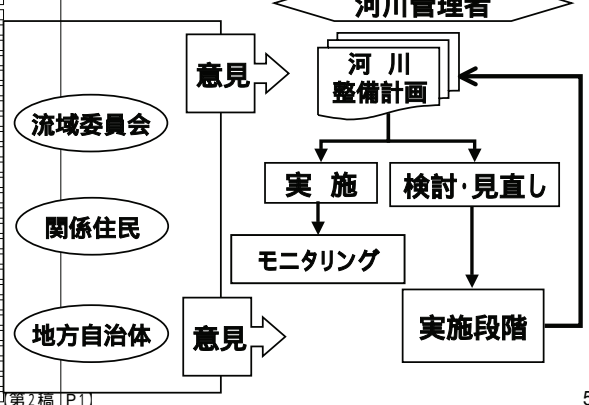 河川管理者
意見
河 川
整備計画
流域委員会
実 施
検討・見直し
関係住民
モニタリング
地方自治体
意見
実施段階
【第2稿 P1】
5